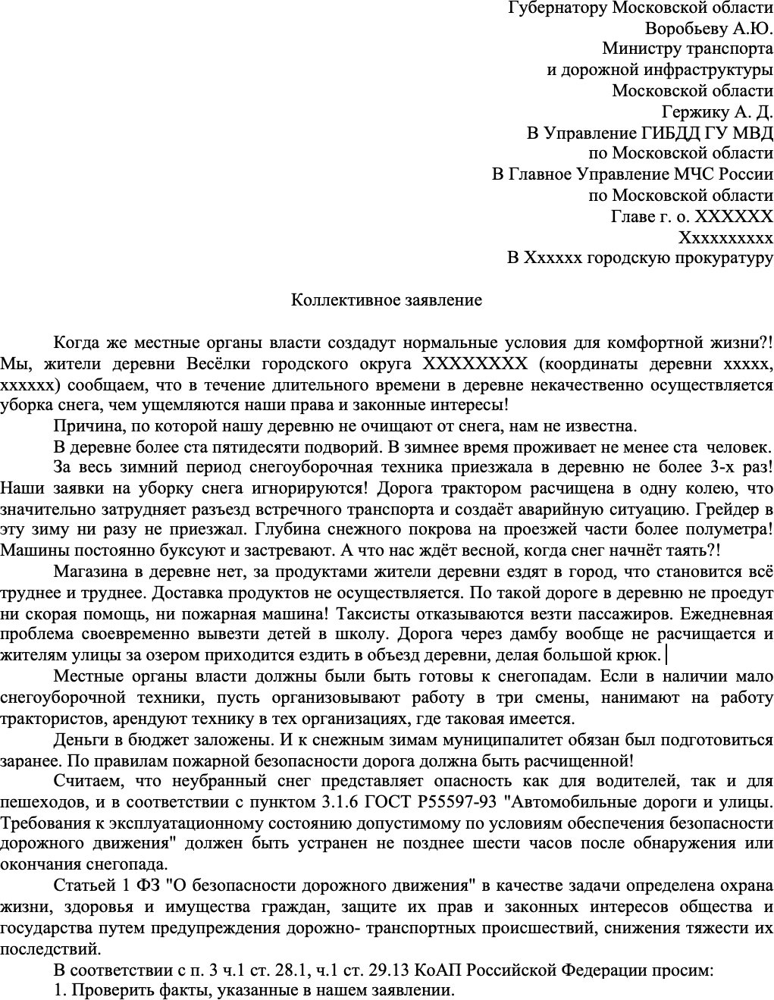 Губернатору Московской области
Воробьеву А.Ю.
Министру транспорта
и дорожной инфраструктуры
Московской области
Гержику А. Д.
В Управление ГИБДД ГУ МВД
по Московской области
В Главное Управление МЧС России
по Московской области
Главе г. о. XXXXXX
Xxxxxxxxxx
В Xxxxxx городскую прокуратуру
Коллективное заявление
Когда же местные органы власти создадут нормальные условия для комфортной жизни?!
Мы, жители деревни Весёлки городского округа XXXXXXXX (координаты деревни xxxxx,
xxxxxx) сообщаем, что в течение длительного времени в деревне некачественно осуществляется
уборка снега, чем ущемляются наши права и законные интересы!
Причина, по которой нашу деревню не очищают от снега, нам не известна.
В деревне более ста пятидесяти подворий. В зимнее время проживает не менее ста человек.
За весь зимний период снегоуборочная техника приезжала в деревню не более 3-х раз!
Наши заявки на уборку снега игнорируются! Дорога трактором расчищена в одну колею, что
значительно затрудняет разъезд встречного транспорта и создаёт аварийную ситуацию. Грейдер в
эту зиму ни разу не приезжал. Глубина снежного покрова на проезжей части более полуметра!
Машины постоянно буксуют и застревают. А что нас ждёт весной, когда снег начнёт таять?!
Магазина в деревне нет, за продуктами жители деревни ездят в город, что становится всё
труднее и труднее. Доставка продуктов не осуществляется. По такой дороге в деревню не проедут
ни скорая помощь, ни пожарная машина! Таксисты отказываются везти пассажиров. Ежедневная
проблема своевременно вывезти детей в школу. Дорога через дамбу вообще не расчищается и
жителям улицы за озером приходится ездить в объезд деревни, делая большой крюк.
Местные органы власти должны были быть готовы к снегопадам. Если в наличии мало
снегоуборочной техники, пусть организовывают работу в три смены, нанимают на работу
трактористов, арендуют технику в тех организациях, где таковая имеется.
Деньги в бюджет заложены. И к снежным зимам муниципалитет обязан был подготовиться
заранее. По правилам пожарной безопасности дорога должна быть расчищенной!
Считаем, что неубранный снег представляет опасность как для водителей, так и для
пешеходов, и в соответствии с пунктом 3.1.6 ГОСТ Р55597-93 "Автомобильные дороги и улицы.
Требования к эксплуатационному состоянию допустимому по условиям обеспечения безопасности
дорожного движения" должен быть устранен не позднее шести часов после обнаружения или
окончания снегопада.
Статьей 1 ФЗ "О безопасности дорожного движения" в качестве задачи определена охрана
жизни, здоровья и имущества граждан, защите их прав и законных интересов общества и
государства путем предупреждения дорожно- транспортных происшествий, снижения тяжести их
последствий.
В соответствии с п. 3 ч.1 ст. 28.1, ч.1 ст. 29.13 КоАП Российской Федерации просим:
1. Проверить факты, указанные в нашем заявлении.